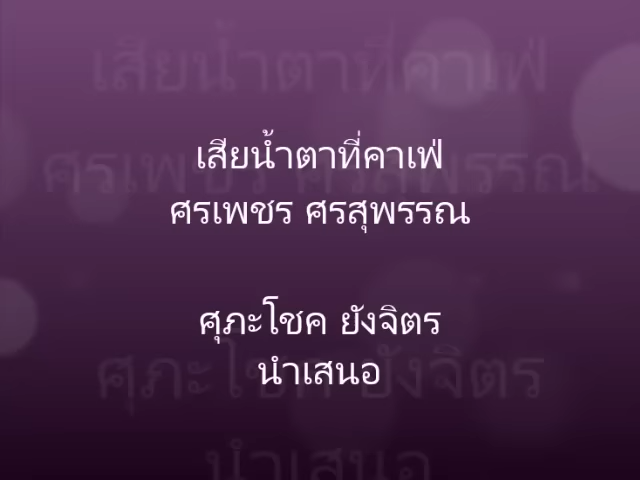 เสียน้ำตาที่คาเฟ่
ศรเพชร ศรสุพรรณ
ศุภะโชค ยังจิตร
นำเสนอ